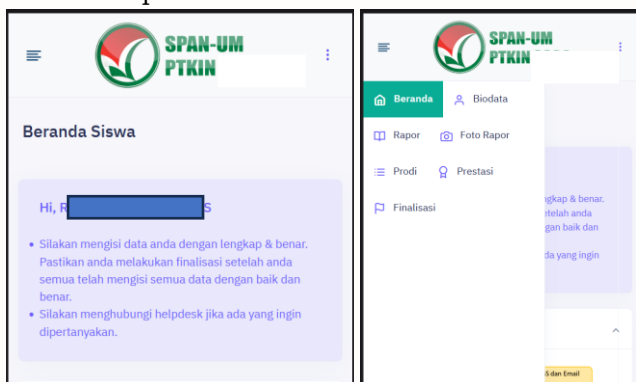 SPAN-UM
PTKIN
Beranda Siswa
Hi, R S
• Silakan mengisi data anda dengan lengkap & benar.
Pastikan anda melakukan finalisasi setelah anda
semua telah mengisi semua data dengan baik dan
benar.
• Silakan menghubungi helpdesk jika ada yang ingin
dipertanyakan.
SPAN-UM
PTKIN
Beranda Biodata
Rapor Foto Rapor
Prodi Prestasi
Finalisasi
ngkap & benar.
etelah anda
gan baik dan
da yang ingin
S dan Email